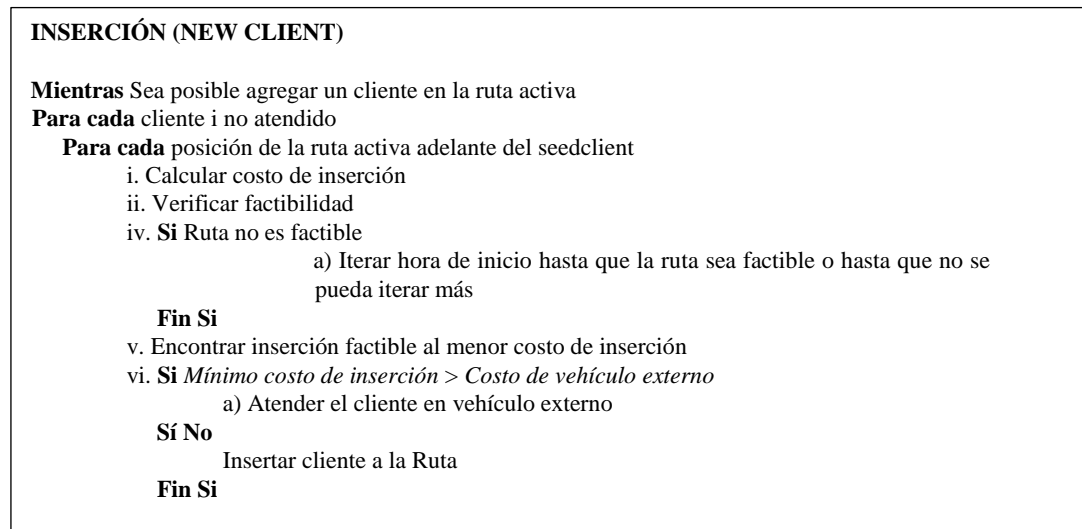 INSERCIÓN (NEW CLIENT)
Mientras Sea posible agregar un cliente en la ruta activa
Para cada cliente i no atendido
Para cada posición de la ruta activa adelante del seedclient
i. Calcular costo de inserción
ii. Verificar factibilidad
iv. Si Ruta no es factible
a) Iterar hora de inicio hasta que la ruta sea factible o hasta que no se
pueda iterar más
Fin Si
v. Encontrar inserción factible al menor costo de inserción
vi. Si Mínimo costo de inserción > Costo de vehículo externo
a) Atender el cliente en vehículo externo
Sí No
Insertar cliente a la Ruta
Fin Si